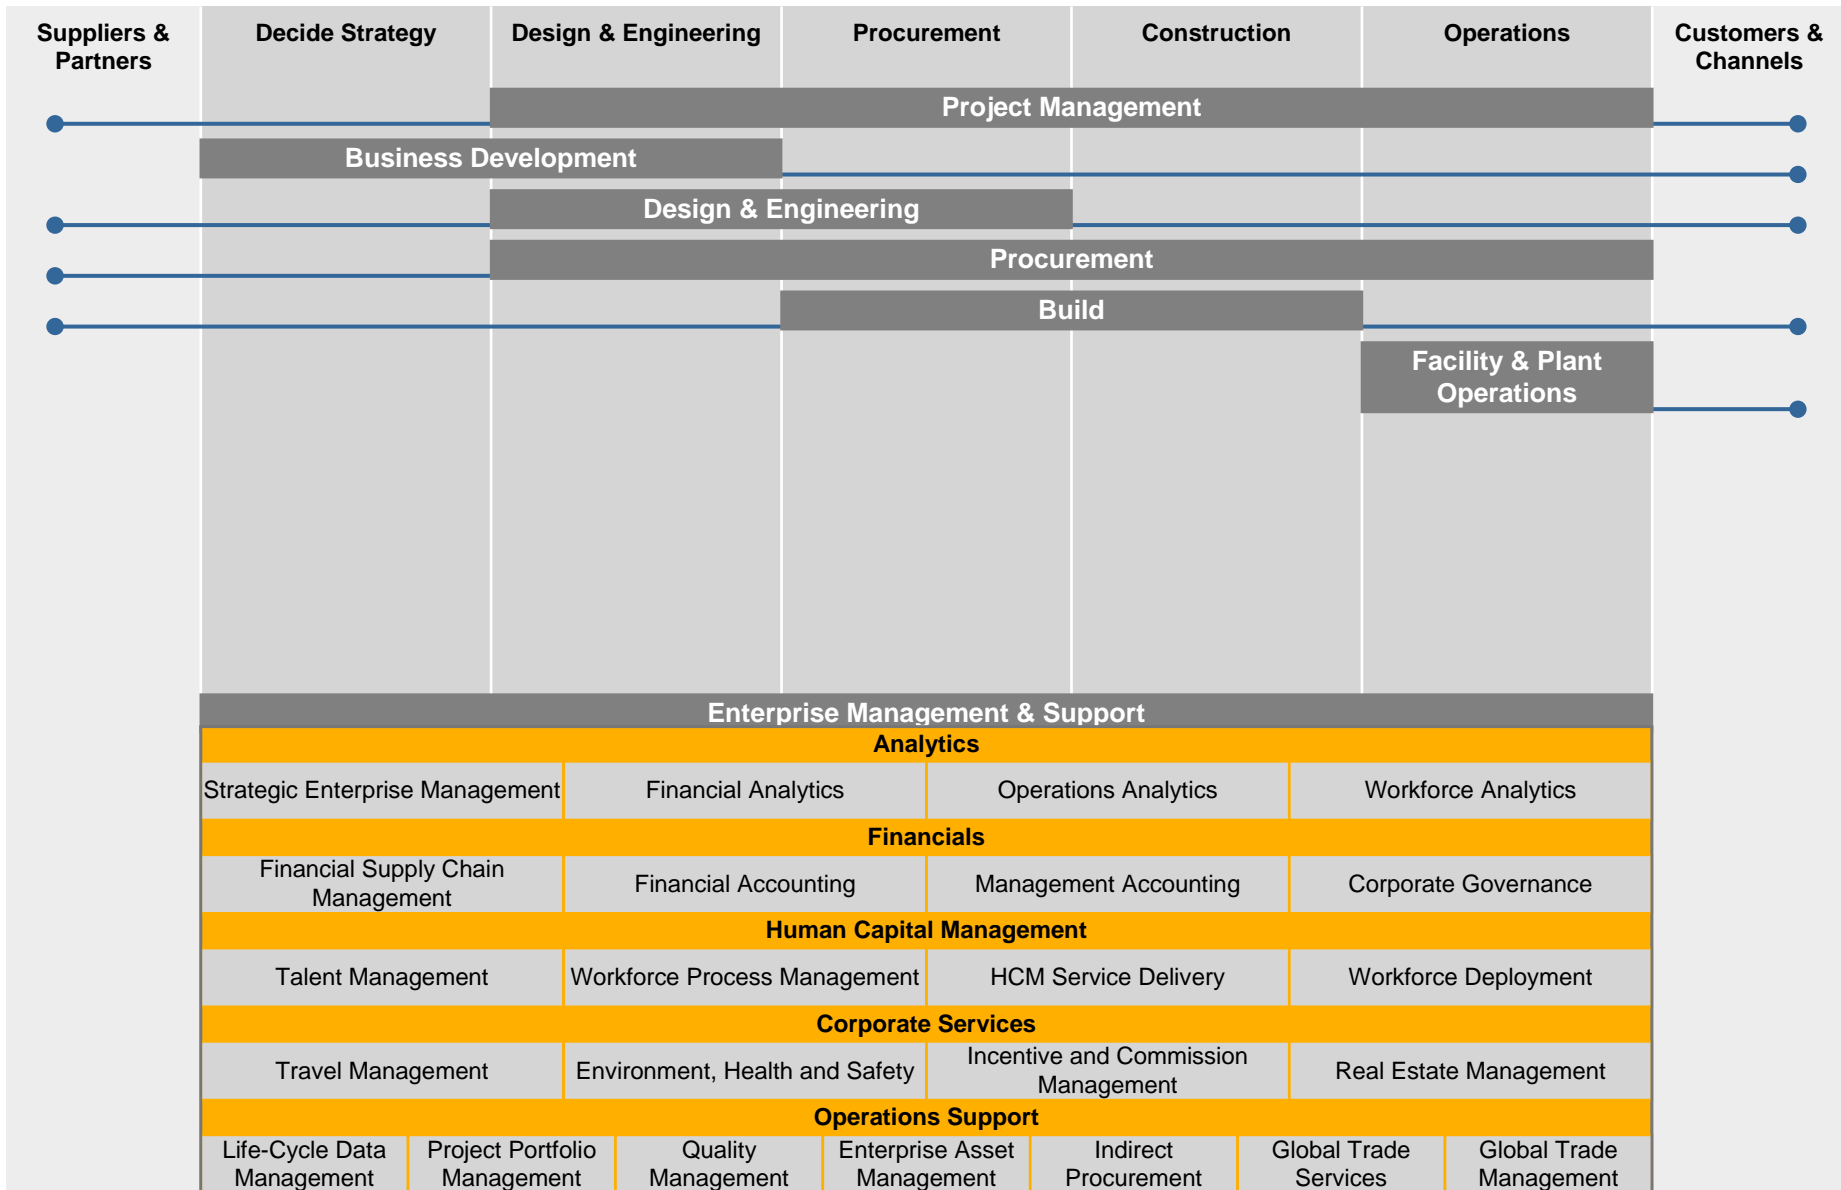 Suppliers &
Partners
Decide Strategy
Design & Engineering
Procurement
Construction
Operations
Customers &
Channels
Project Management
Business Development
Design & Engineering
Procurement
Build
Facility & Plant
Operations
Enterprise Management & Support
Analytics
Strategic Enterprise Management
Financial Analytics
Operations Analytics
Workforce Analytics
Financials
Financial Supply Chain
Management
Financial Accounting
Management Accounting
Corporate Governance
Human Capital Management
Talent Management
Workforce Process Management
HCM Service Delivery
Workforce Deployment
Corporate Services
Travel Management
Environment, Health and Safety
Incentive and Commission
Management
Real Estate Management
Operations Support
Life-Cycle Data
Management
Project Portfolio
Management
Quality
Management
Enterprise Asset
Management
Indirect
Procurement
Global Trade
Services
Global Trade
Management